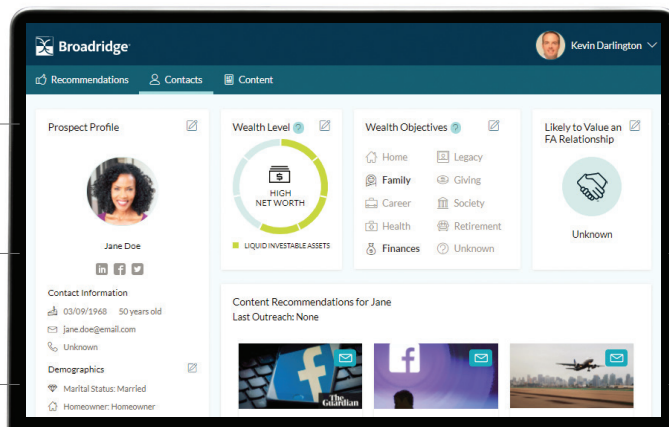 Broadridge
Kevin Darlington
Recommendations
Contacts
Content
Prospect Profile
Jane Doe
in f
Contact Information
03/09/1968 50 years old
jane.doe@email.com
Unknown
Demographics
Marital Status: Married
Homeowner: Homeowner
Wealth Level ?
$
HIGH
NET WORTH
LIQUID INVESTABLE ASSETS
Wealth Objectives ?
Home
Legacy
Family
Giving
Career
Society
Health
Retirement
Finances
? Unknown
Likely to Value an
FA Relationship
Unknown
Content Recommendations for Jane
Last Outreach: None
f
The
Guardian
f